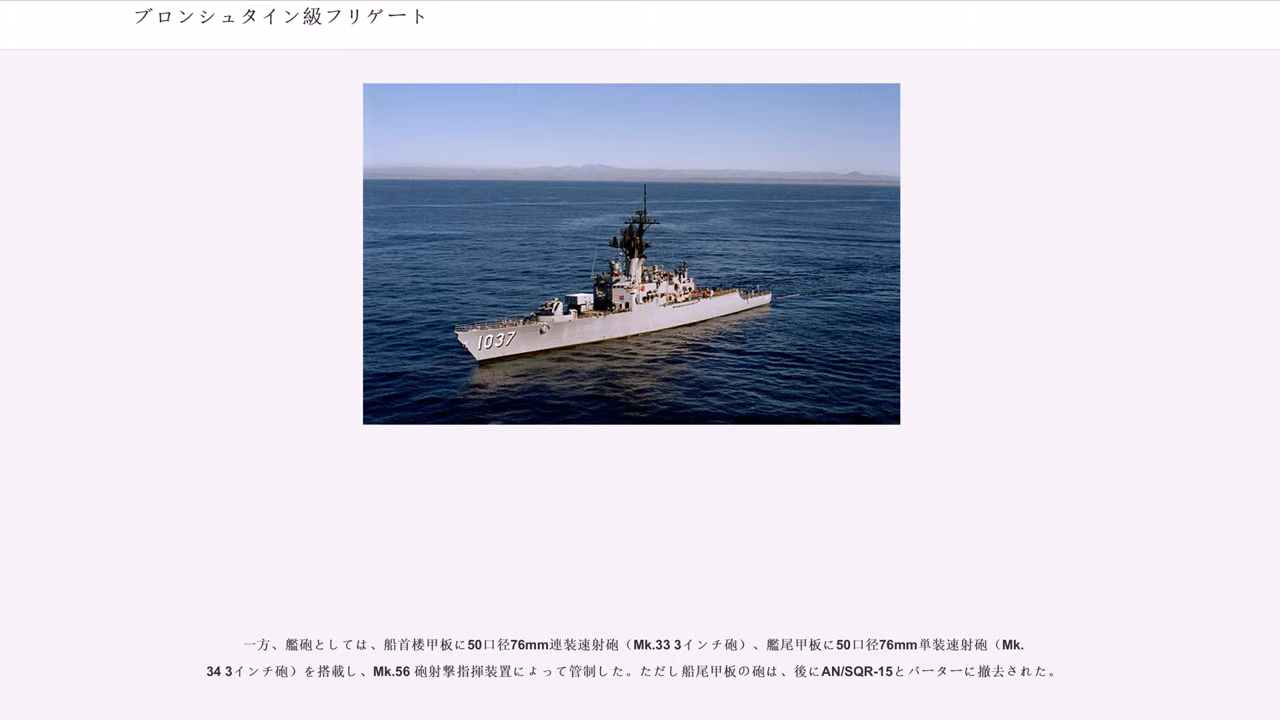 ブロンシュタイン級フリゲート
1037
一方、艦砲としては、船首楼甲板に50口径76mm連装速射砲（Mk.33 3インチ砲）、艦尾甲板に50口径76mm単装速射砲（Mk.
34 3インチ砲）を搭載し、Mk.56 砲射撃指揮装置によって管制した。ただし船尾甲板の砲は、後にAN/SQR-15とバーターに撤去された。